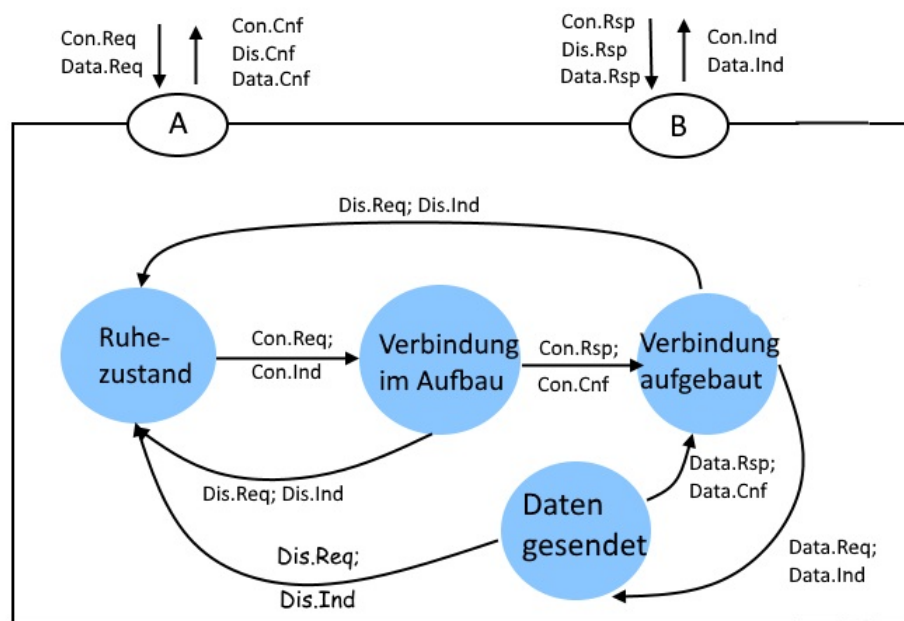 Con.Req
Data.Req
Con.Cnf
Dis.Cnf
Data.Cnf
Con.Rsp
Dis.Rsp
Data.Rsp
Con.Ind
Data.Ind
A
B
Dis.Req; Dis.Ind
Ruhe-
zustand
Con.Req;
Con.Ind
Verbindung
im Aufbau
Con.Rsp;
Con.Cnf
Verbindung
aufgebaut
Dis.Req; Dis.Ind
Data.Rsp;
Data.Cnf
Daten
gesendet
Dis.Req;
Dis.Ind
Data.Req;
Data.Ind